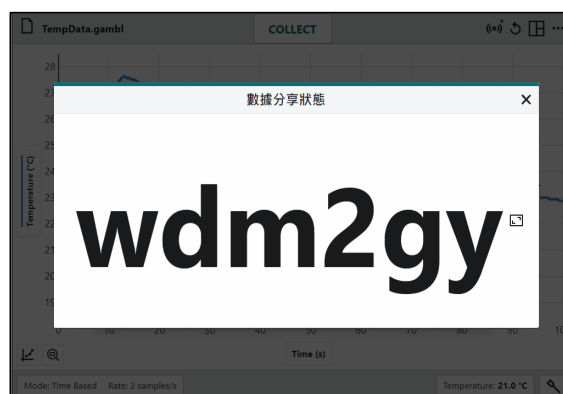 TempData.gambl
COLLECT
數據分享狀態
wdm2gy
28
27
26
25
24
23
22
21
20
19
Temperature (°C)
0 10 20 30 40 50 60 70 80 90 10
Time (s)
Mode: Time Based Rate: 2 samples/s
Temperature: 21.0 °C